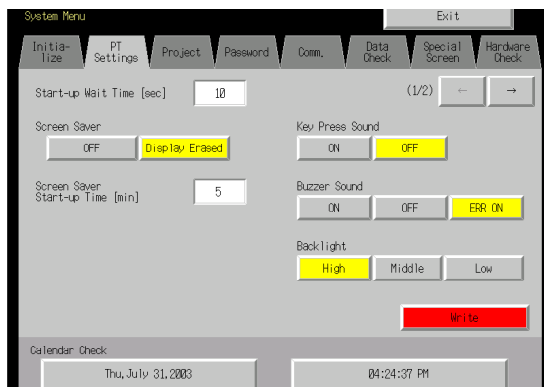 System Menu
Exit
Initia-
lize
PT
Settings
Project
Password
Comm.
Data
Check
Special
Screen
Hardware
Check
Start-up Wait Time [sec]
10
(1/2)
←
→
Screen Saver
OFF
Display Erased
Key Press Sound
ON
OFF
Screen Saver
Start-up Time [min]
5
Buzzer Sound
ON
OFF
ERR ON
Backlight
High
Middle
Low
Write
Calendar Check
Thu,July 31,2003
04:24:37 PM